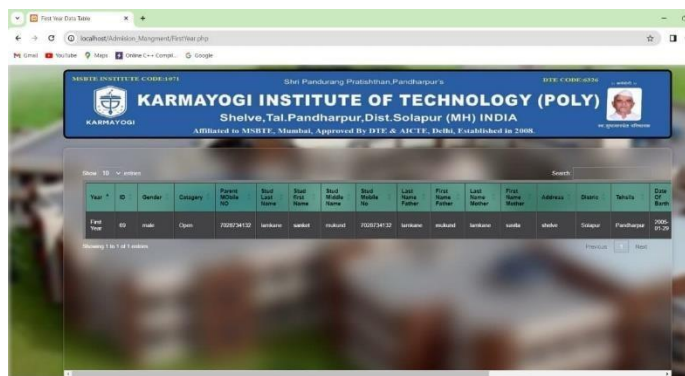 First Year Data Table
localhost/Admision_Mangment/FirstYear.php
Gmail YouTube Maps Online C++ Compil... Google
MSBTE INSTITUTE CODE:1071 Shri Pandurang Pratishthan,Pandharpur's DTE CODE:6536
KARMAYOGI INSTITUTE OF TECHNOLOGY (POLY)
KARMAYOGI
Shelve,Tal.Pandharpur,Dist.Solapur (MH) INDIA
Affiliated to MSBTE, Mumbai, Approved By DTE & AICTE, Delhi, Established in 2008.
Show 10 entries Search:
Year ID Gender Catagery Parent MObile NO Stud Last Name Stud first Name Stud Middle Name Stud Mobile No Last Name Father First Name Father Last Name Mother First Name Mother Address Distric Tehsils Date Of Barth
First Year 69 male Open 7028734132 lamkane sanket mukund 7028734132 lamkane mukund lamkane sunita shelve Solapur Pandharpur 2005-01-29
Showing 1 to 1 of 1 entries Previous 1 Next